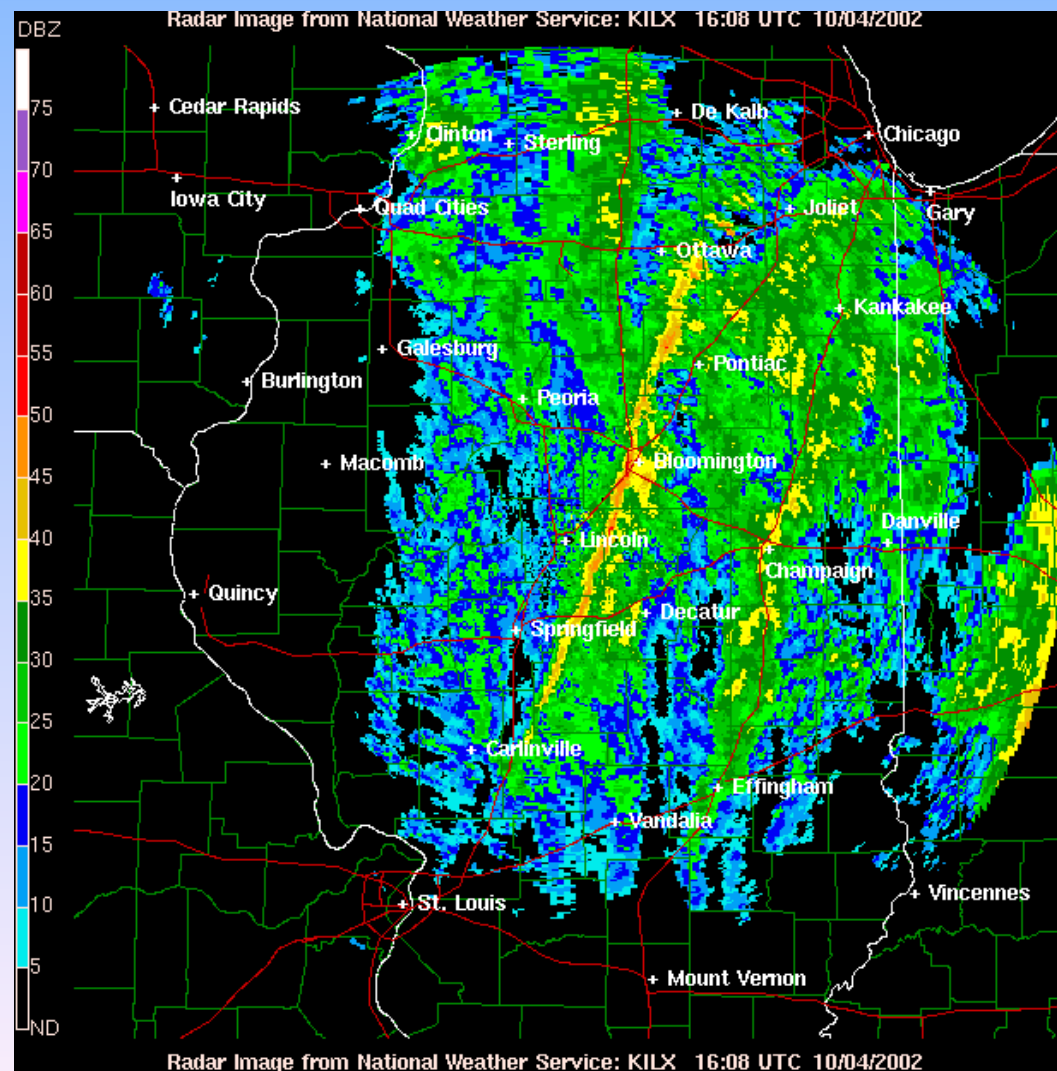 Radar Image from National Weather Service: KILX 16:08 UTC 10/04/2002
DBZ
75
70
65
60
55
50
45
40
35
30
25
20
15
10
5
ND
Cedar Rapids
De Kalb
Clinton
Sterling
Chicago
Iowa City
Quad Cities
Joliet
Gary
Ottawa
Kankakee
Galesburg
Pontiac
Burlington
Peoria
Macomb
Bloomington
Danville
Lincoln
Champaign
Quincy
Decatur
Springfield
Carlinville
Effingham
Vandalia
Vincennes
St. Louis
Mount Vernon
Radar Image from National Weather Service: KILX 16:08 UTC 10/04/2002